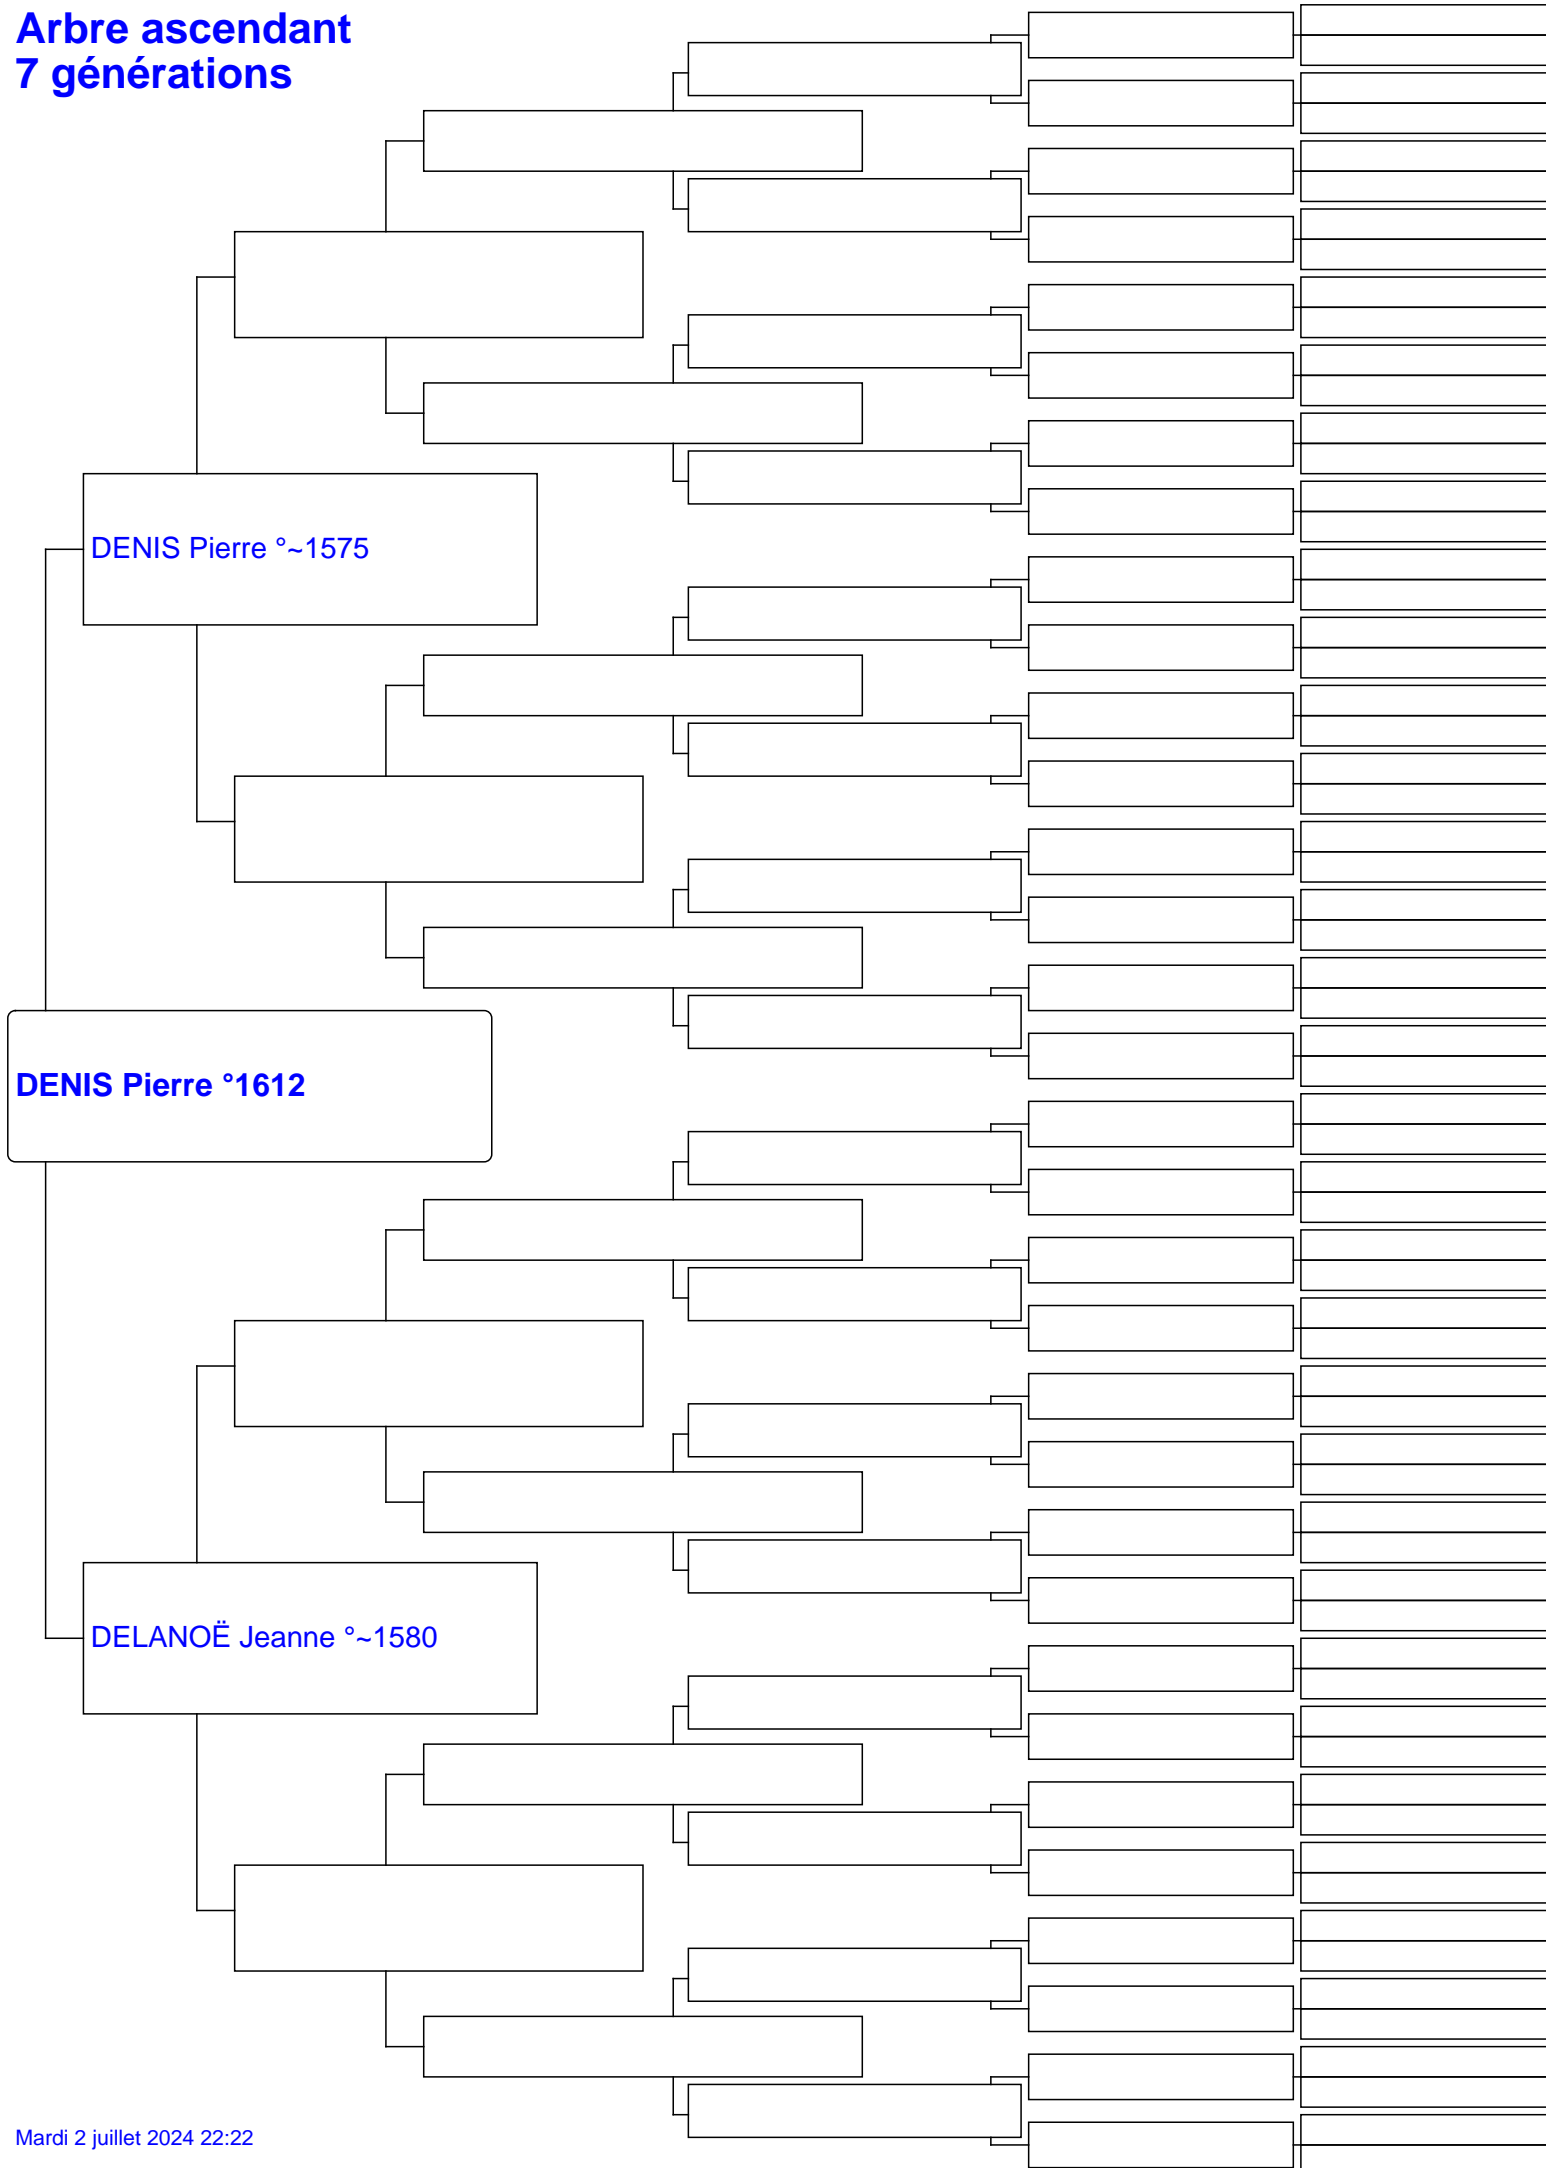 Arbre ascendant
7 générations
DENIS Pierre °~1575
DENIS Pierre °1612
DELANOË Jeanne °~1580
Mardi 2 juillet 2024 22:22